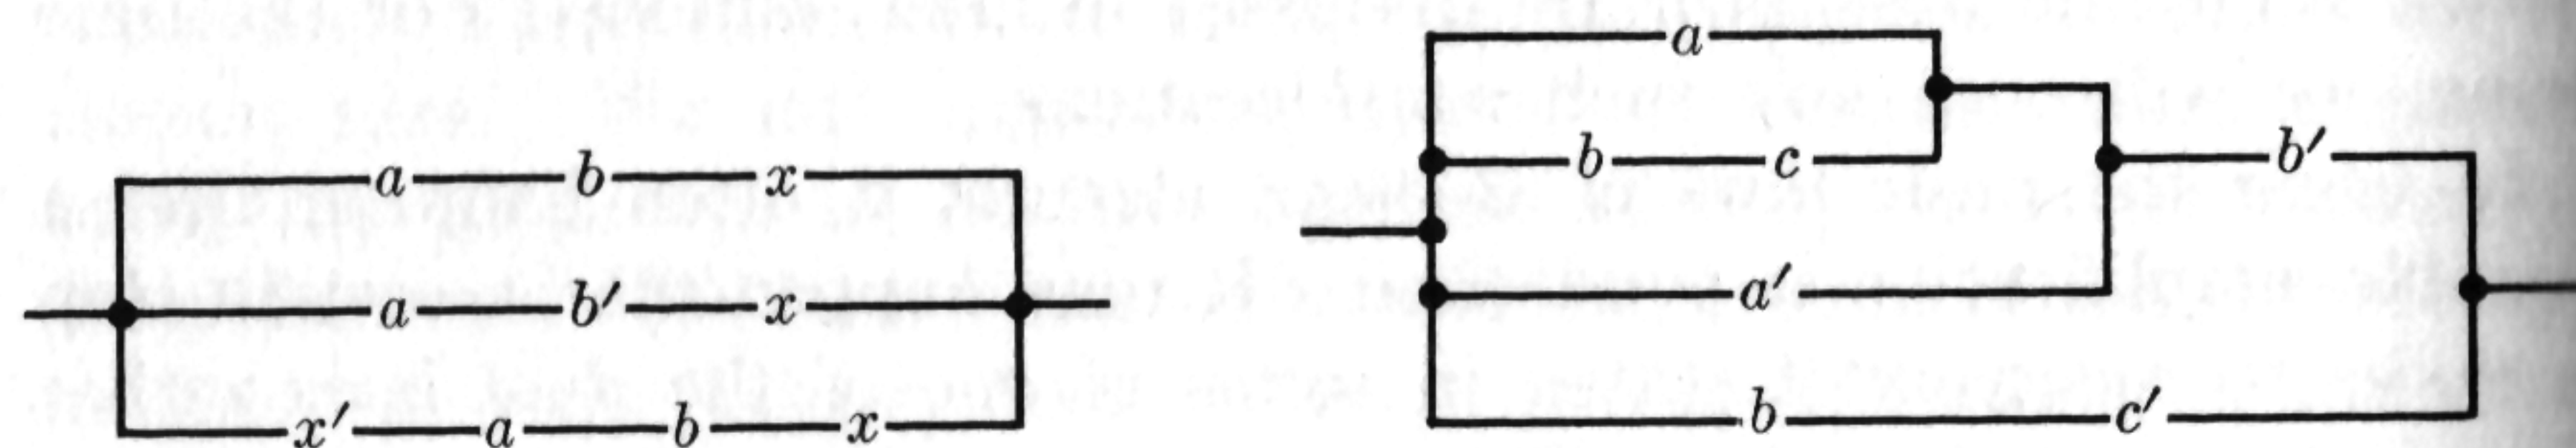 a b x
a b′ x
x′ a b x
a
b c
b′
a′
b c′